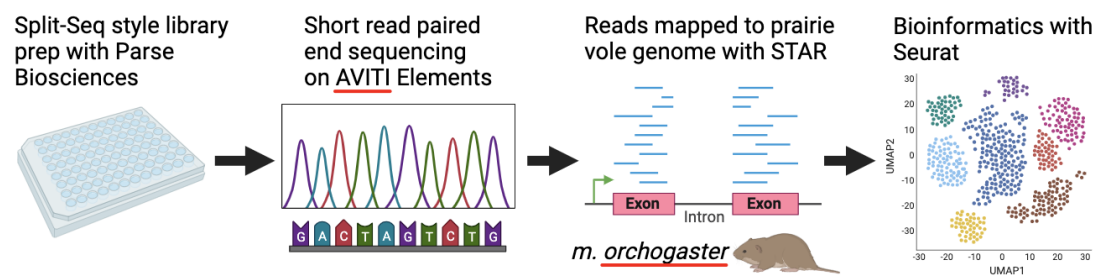 Split-Seq style library
prep with Parse
Biosciences
Short read paired
end sequencing
on AVITI Elements
G A C T A G T C T G
Reads mapped to prairie
vole genome with STAR
Exon
Intron
Exon
m. orchogaster
Bioinformatics with
Seurat
UMAP2
30
20
10
0
-10
-20
-30
-30 -20 -10 0 10 20 30
UMAP1